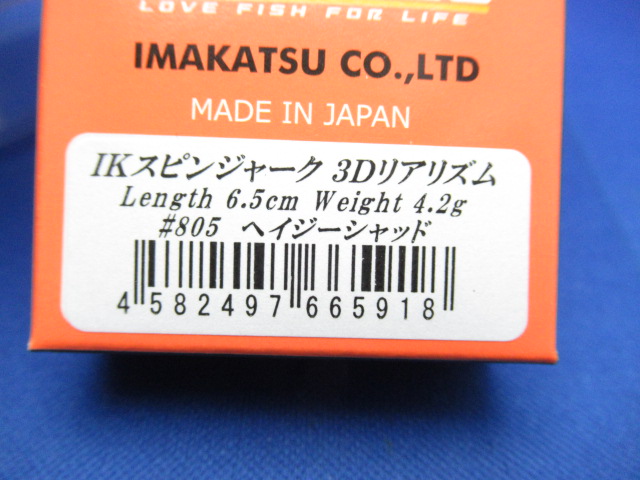 LOVE FISH FOR LIFE
IMAKATSU CO.,LTD
MADE IN JAPAN
IKスピンジャーク 3Dリアリズム
Length 6.5cm Weight 4.2g
#805 ヘイジーシャッド
4 582497 665918